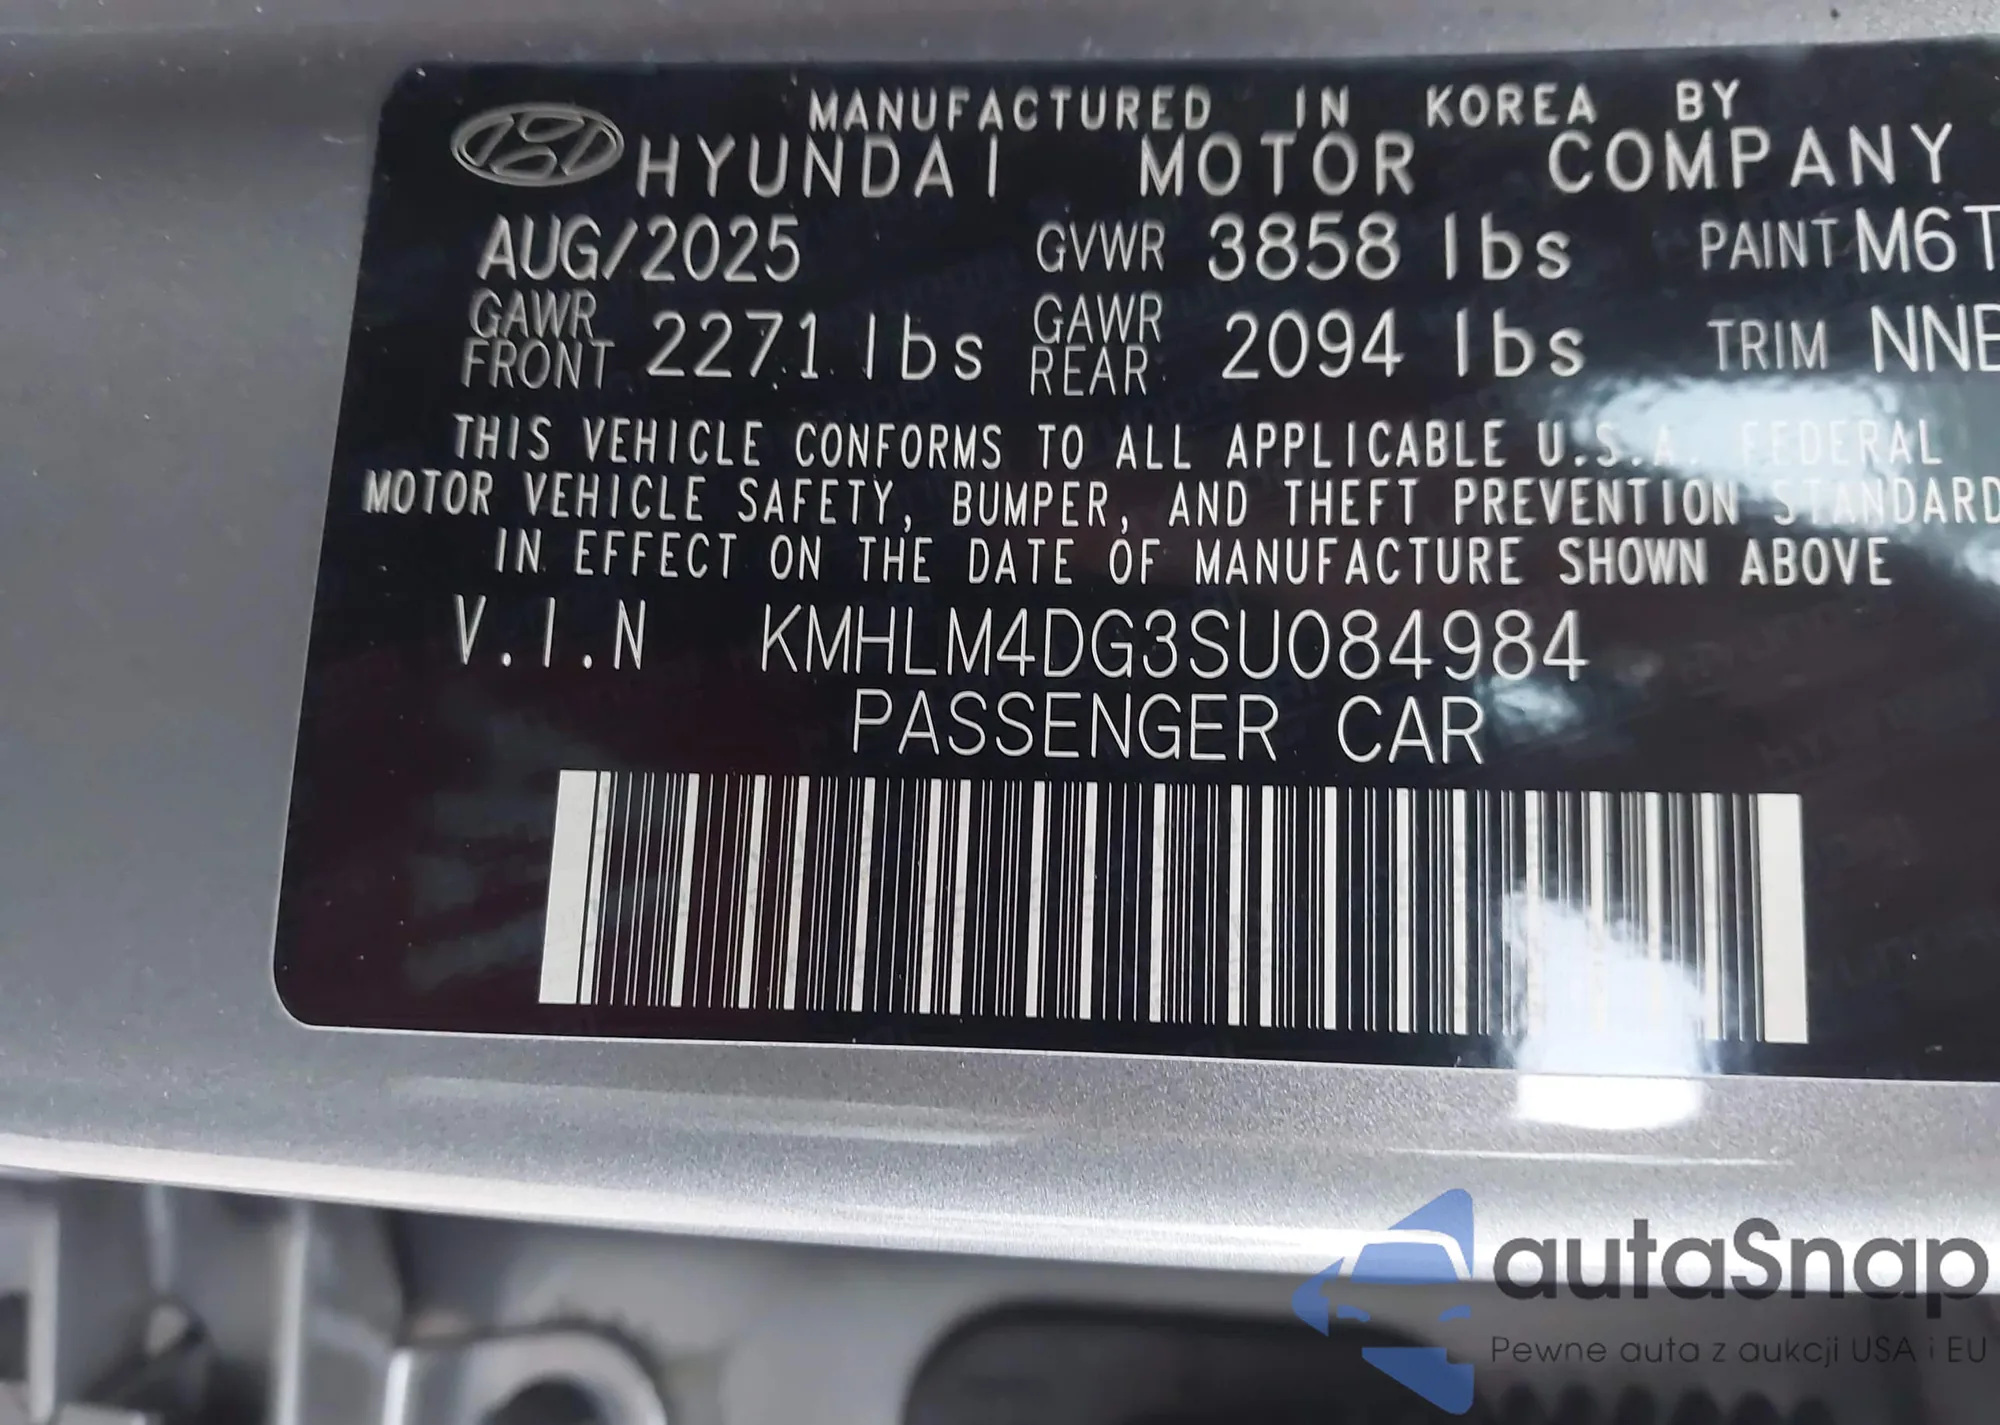 MANUFACTURED IN KOREA BY
HYUNDAI MOTOR COMPANY
AUG/2025 GVWR 3858 lbs PAINT M6T
GAWR FRONT 2271 lbs GAWR REAR 2094 lbs TRIM NNB
THIS VEHICLE CONFORMS TO ALL APPLICABLE U.S.A. FEDERAL
MOTOR VEHICLE SAFETY, BUMPER, AND THEFT PREVENTION STANDARD
IN EFFECT ON THE DATE OF MANUFACTURE SHOWN ABOVE
V.I.N KMHLM4DG3SU084984
PASSENGER CAR
autaSnap
Pewne auta z aukcji USA i EU